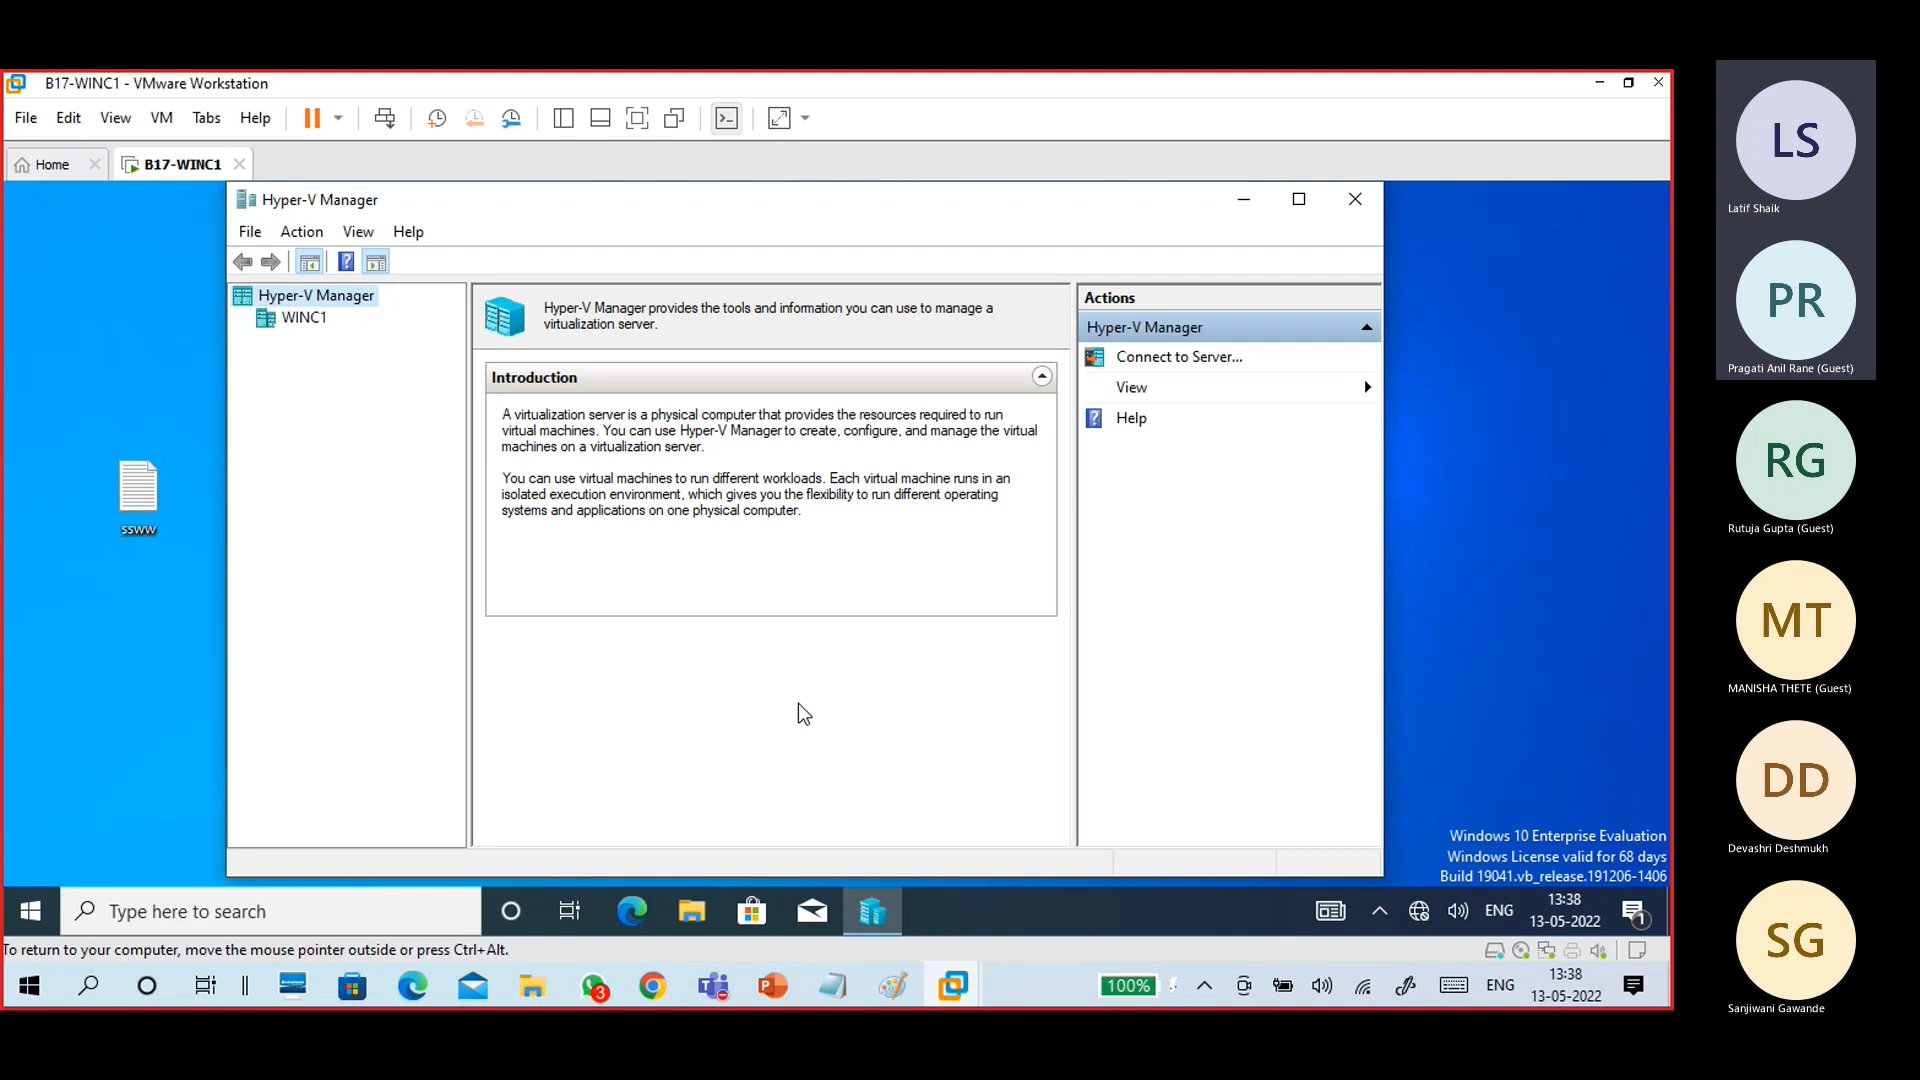 B17-WINC1 - VMware Workstation
File Edit View VM Tabs Help
Home B17-WINC1
Hyper-V Manager
File Action View Help
Hyper-V Manager
WINC1
Hyper-V Manager provides the tools and information you can use to manage a
virtualization server.
Introduction
A virtualization server is a physical computer that provides the resources required to run
virtual machines. You can use Hyper-V Manager to create, configure, and manage the virtual
machines on a virtualization server.
You can use virtual machines to run different workloads. Each virtual machine runs in an
isolated execution environment, which gives you the flexibility to run different operating
systems and applications on one physical computer.
Actions
Hyper-V Manager
Connect to Server...
View
Help
ssww
Windows 10 Enterprise Evaluation
Windows License valid for 68 days
Build 19041.vb_release.191206-1406
Type here to search
ENG
13:38
13-05-2022
1
To return to your computer, move the mouse pointer outside or press Ctrl+Alt.
3
100%
ENG
13:38
13-05-2022
LS
Latif Shaik
PR
Pragati Anil Rane (Guest)
RG
Rutuja Gupta (Guest)
MT
MANISHA THETE (Guest)
DD
Devashri Deshmukh
SG
Sanjiwani Gawande